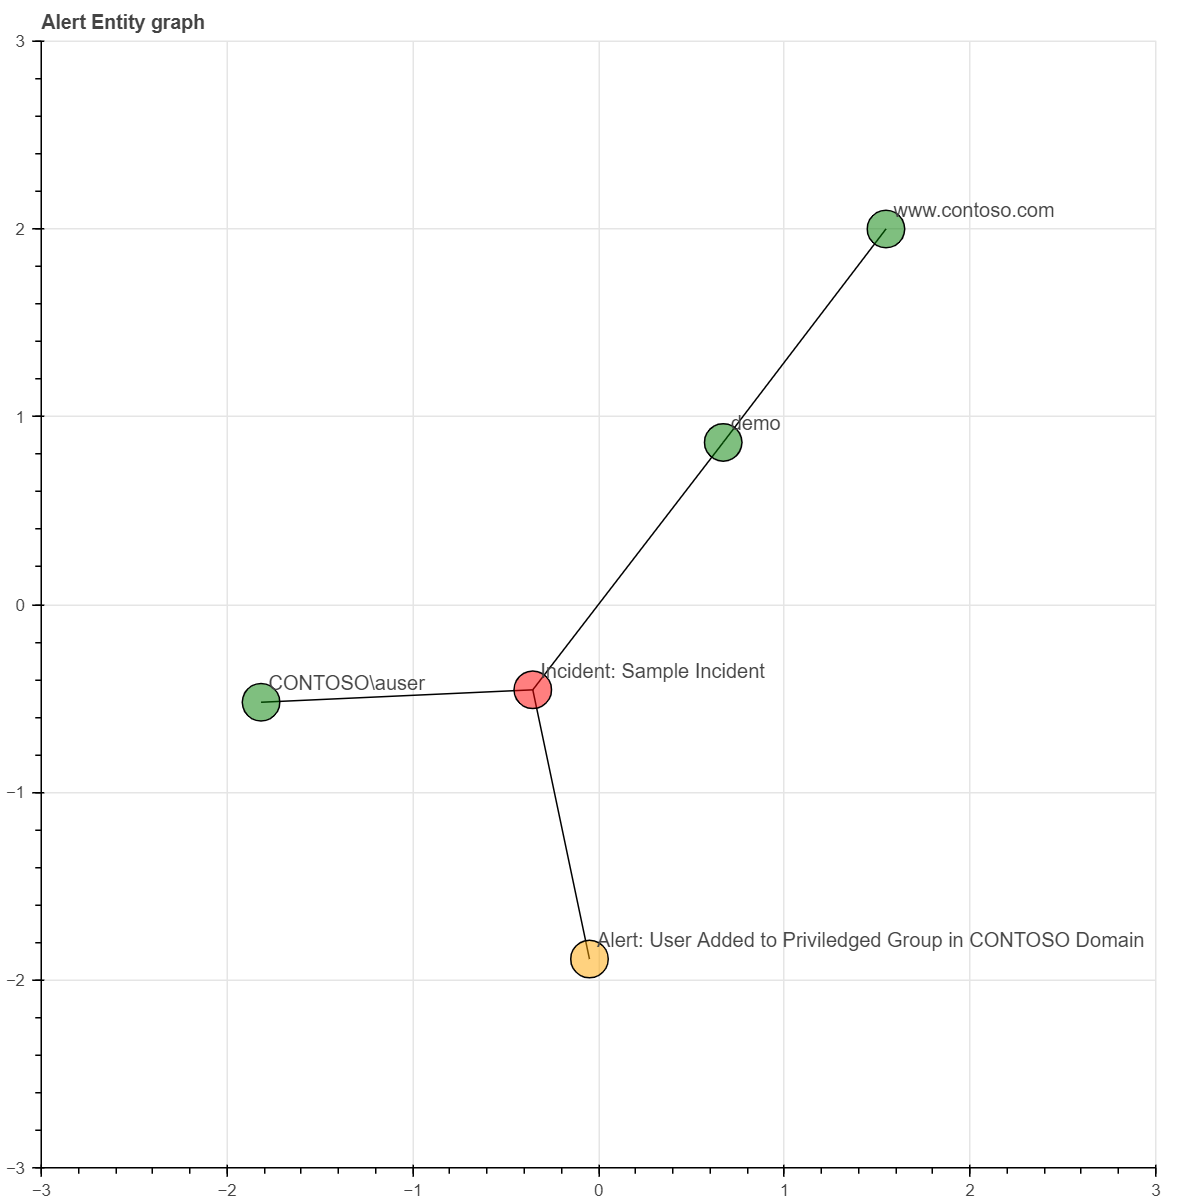 Alert Entity graph
3
www.contoso.com
2
demo
1
0
Incident: Sample Incident
CONTOSO\auser
−1
Alert: User Added to Priviledged Group in CONTOSO Domain
−2
−3
−3 −2 −1 0 1 2 3